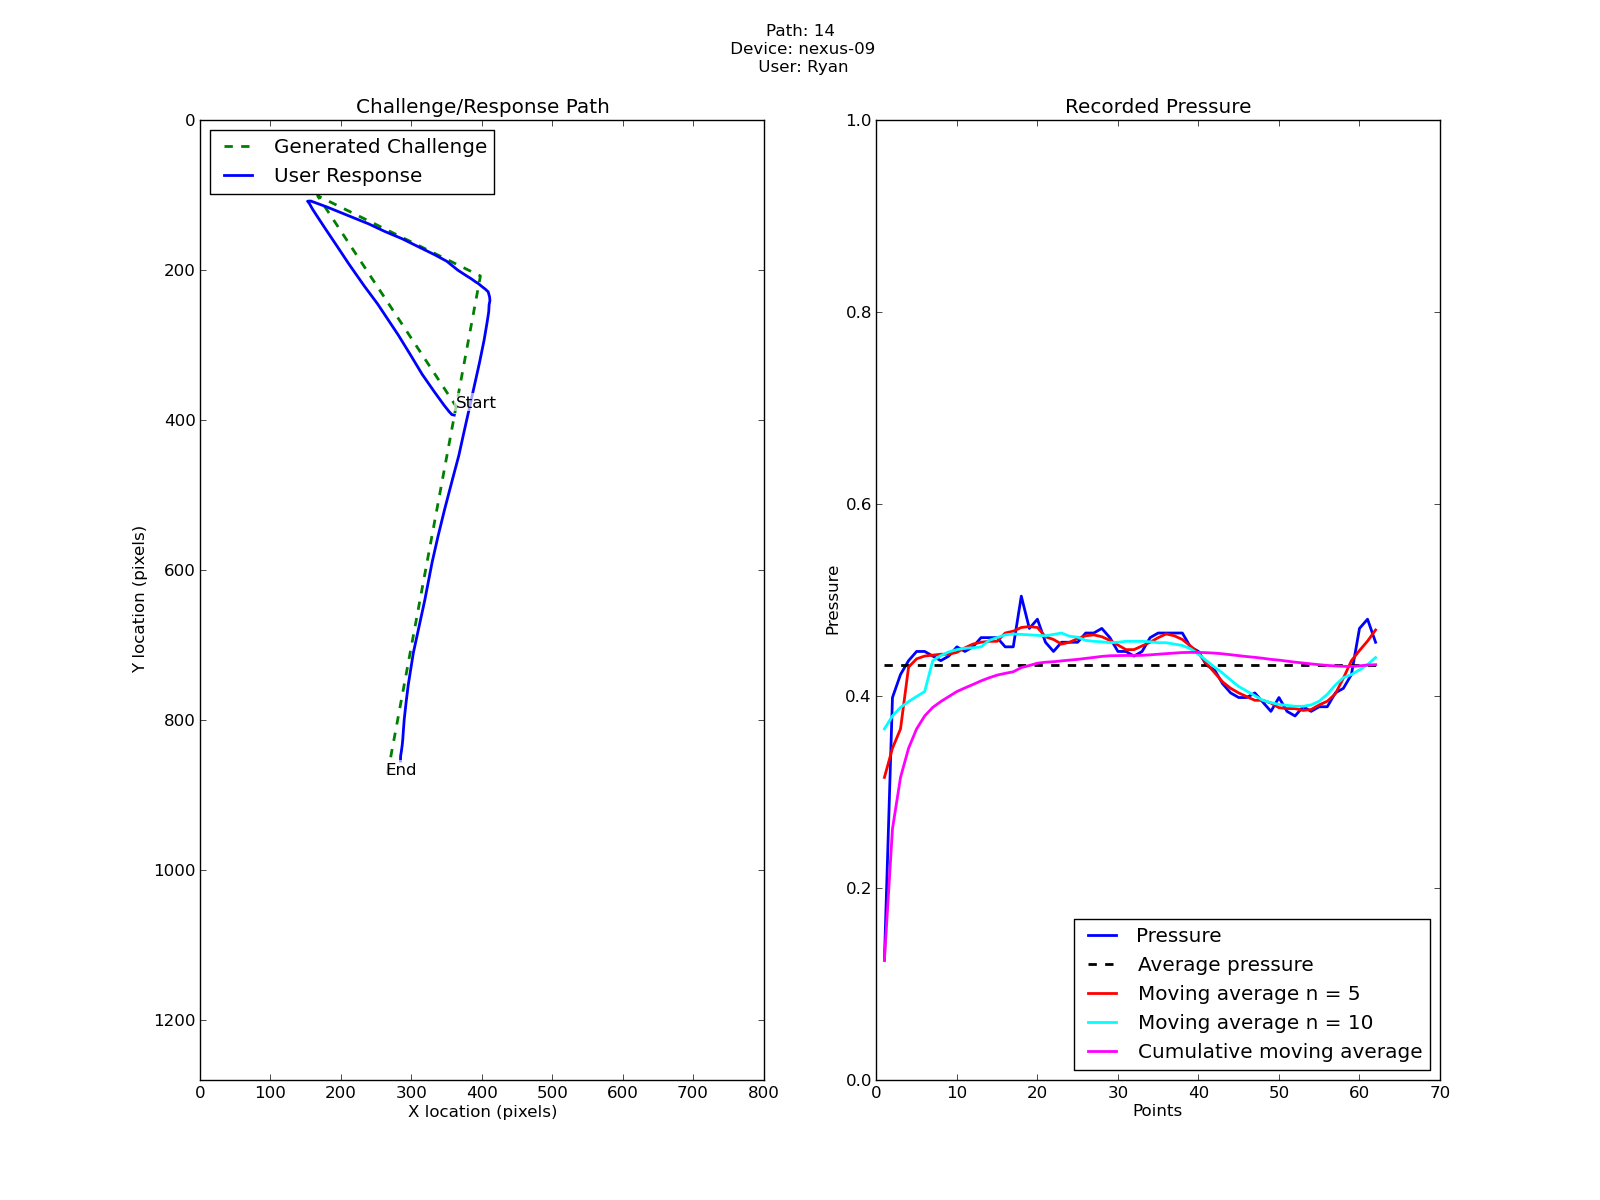 Path: 14
Device: nexus-09
User: Ryan
Challenge/Response Path
0
200
400
600
800
1000
1200
Y location (pixels)
Generated Challenge
User Response
Start
End
0 100 200 300 400 500 600 700 800
X location (pixels)
Recorded Pressure
1.0
0.8
0.6
0.4
0.2
0.0
Pressure
Pressure
Average pressure
Moving average n = 5
Moving average n = 10
Cumulative moving average
0 10 20 30 40 50 60 70
Points